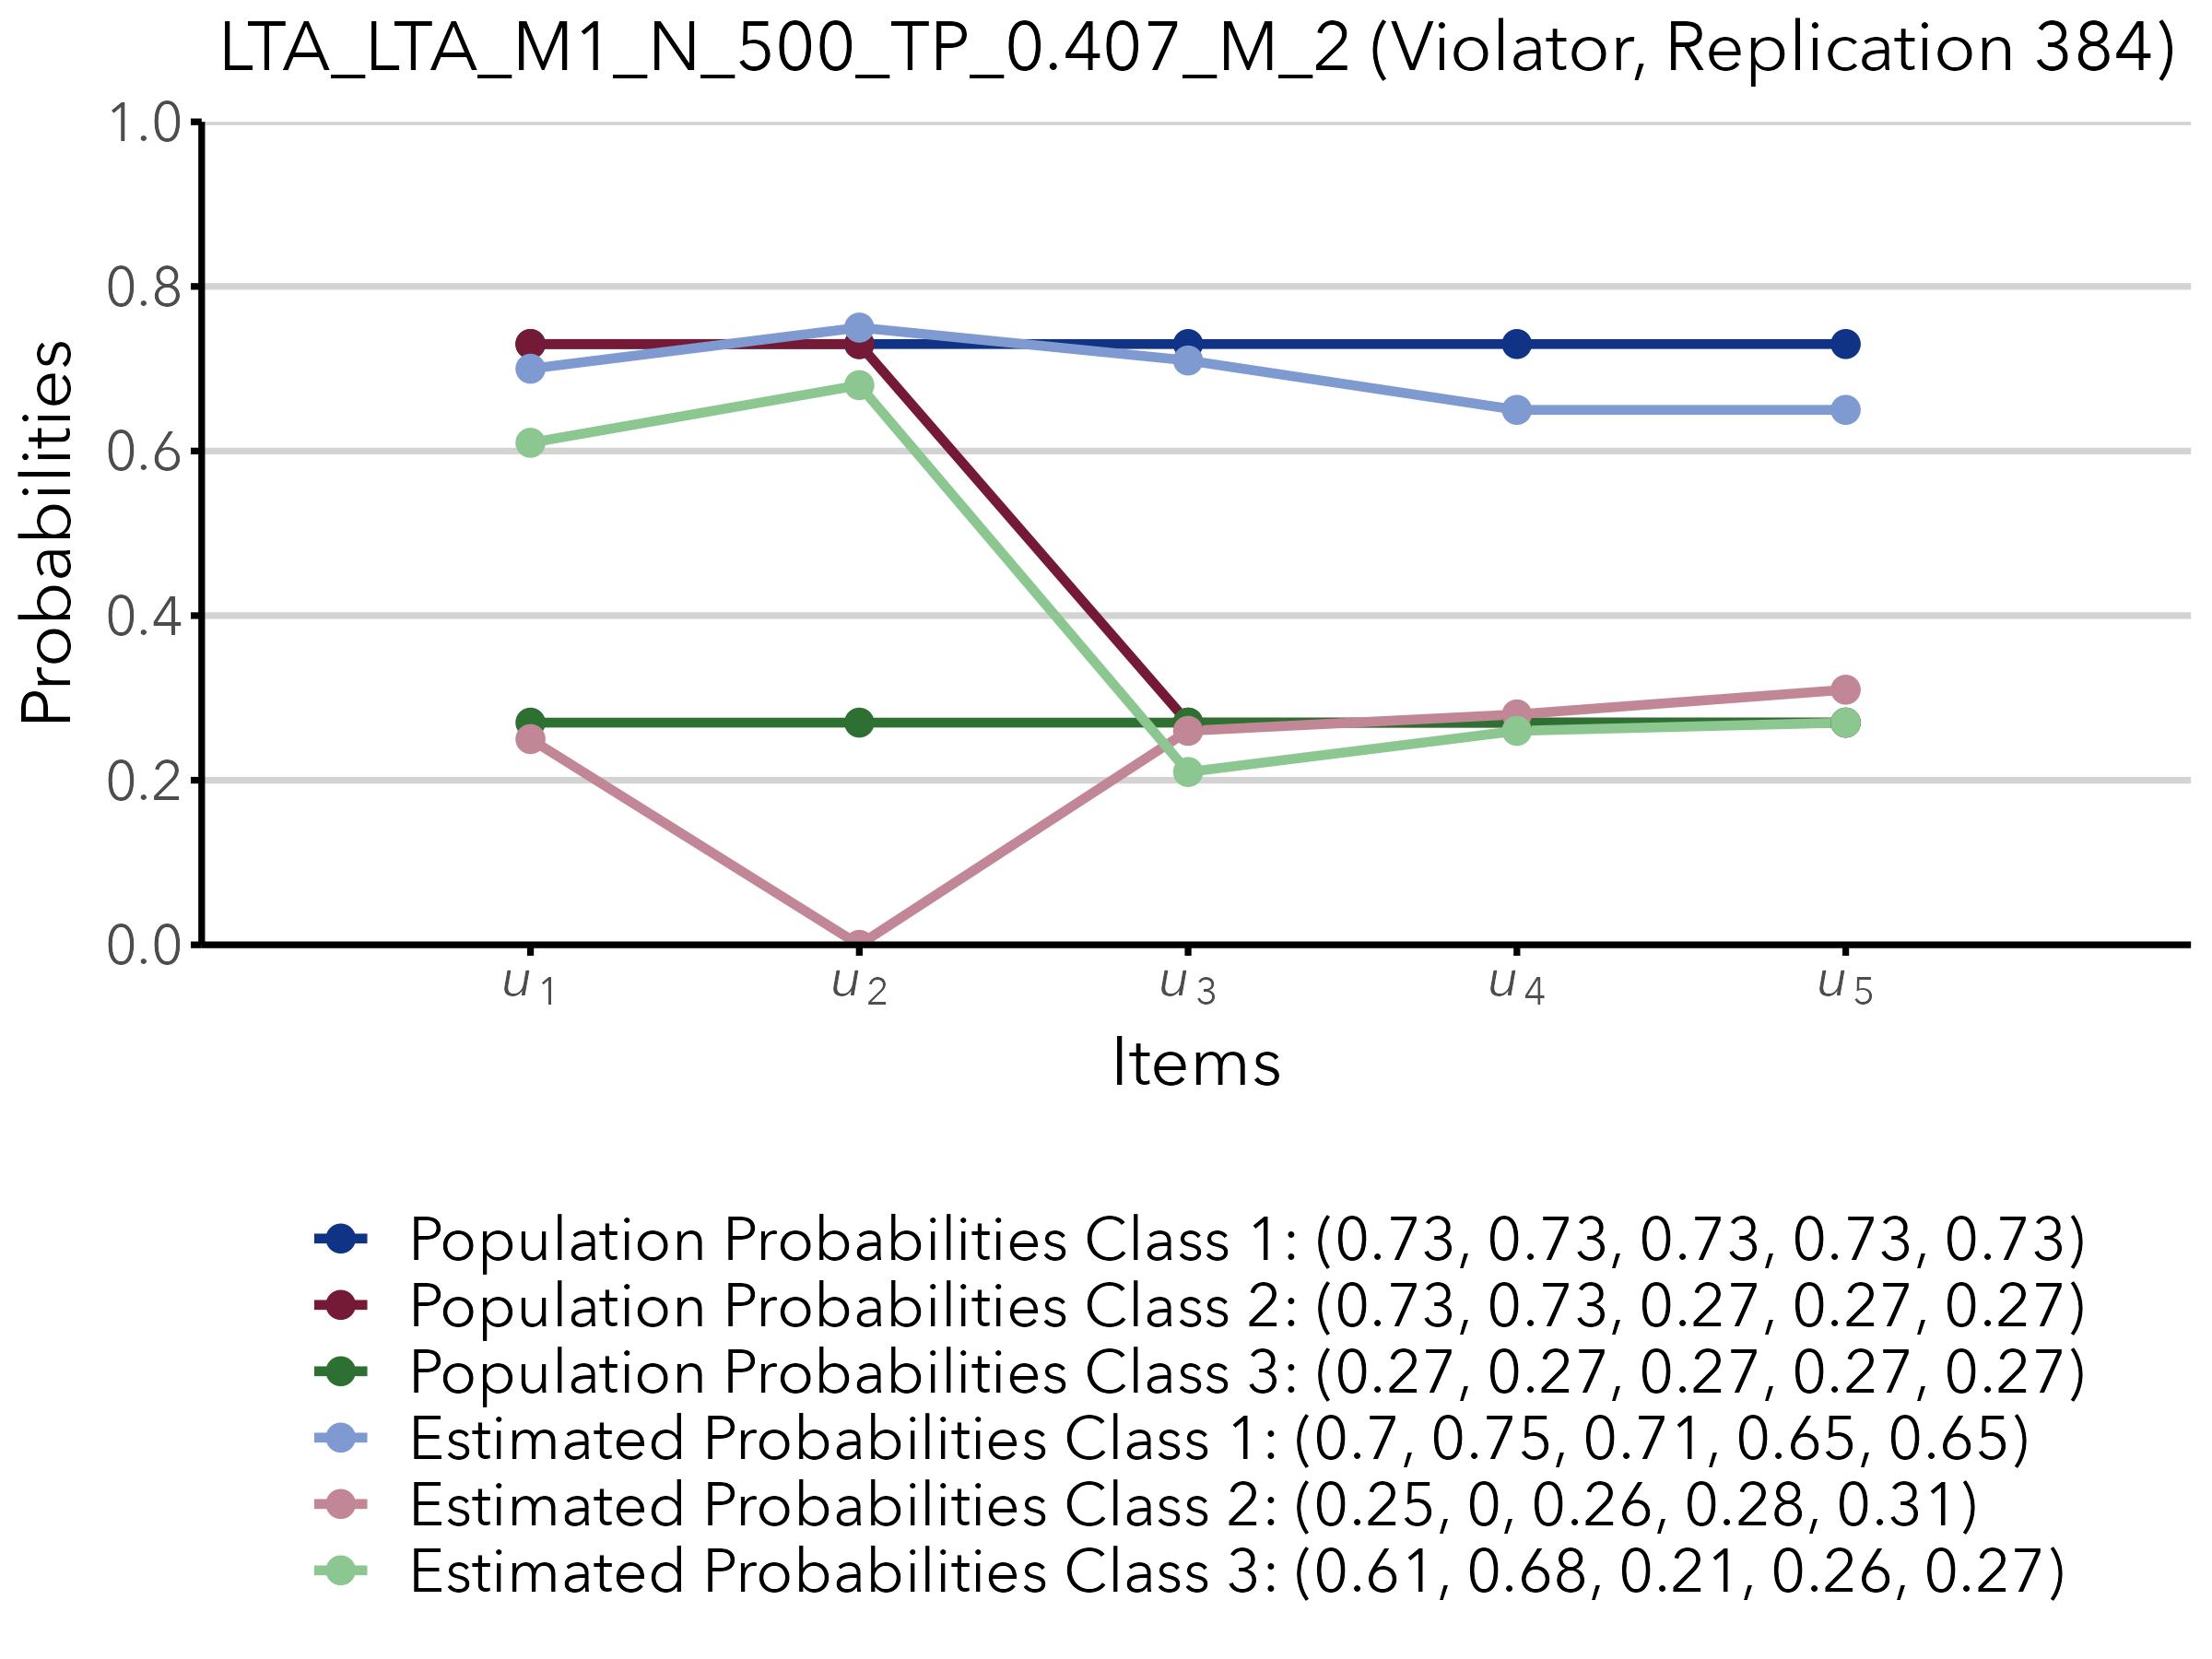 LTA_LTA_M1_N_500_TP_0.407_M_2 (Violator, Replication 384)
1.0
0.8
0.6
0.4
0.2
0.0
Probabilities
u1 u2 u3 u4 u5
Items
Population Probabilities Class 1: (0.73, 0.73, 0.73, 0.73, 0.73)
Population Probabilities Class 2: (0.73, 0.73, 0.27, 0.27, 0.27)
Population Probabilities Class 3: (0.27, 0.27, 0.27, 0.27, 0.27)
Estimated Probabilities Class 1: (0.7, 0.75, 0.71, 0.65, 0.65)
Estimated Probabilities Class 2: (0.25, 0, 0.26, 0.28, 0.31)
Estimated Probabilities Class 3: (0.61, 0.68, 0.21, 0.26, 0.27)